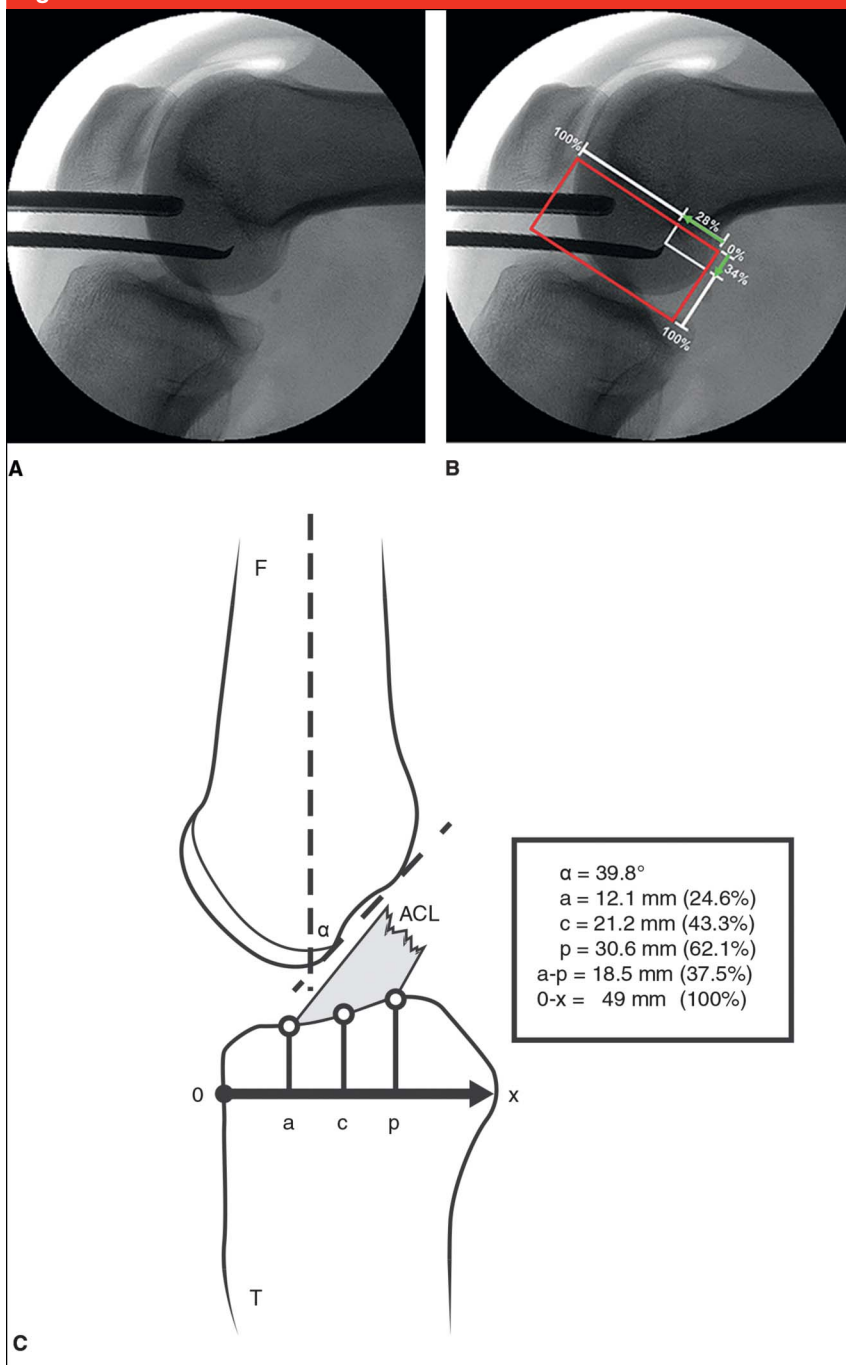 A
100%
28%
0%
34%
100%
B
F
α
ACL
α = 39.8°
a = 12.1 mm (24.6%)
c = 21.2 mm (43.3%)
p = 30.6 mm (62.1%)
a-p = 18.5 mm (37.5%)
0-x = 49 mm (100%)
0
x
a
c
p
T
C